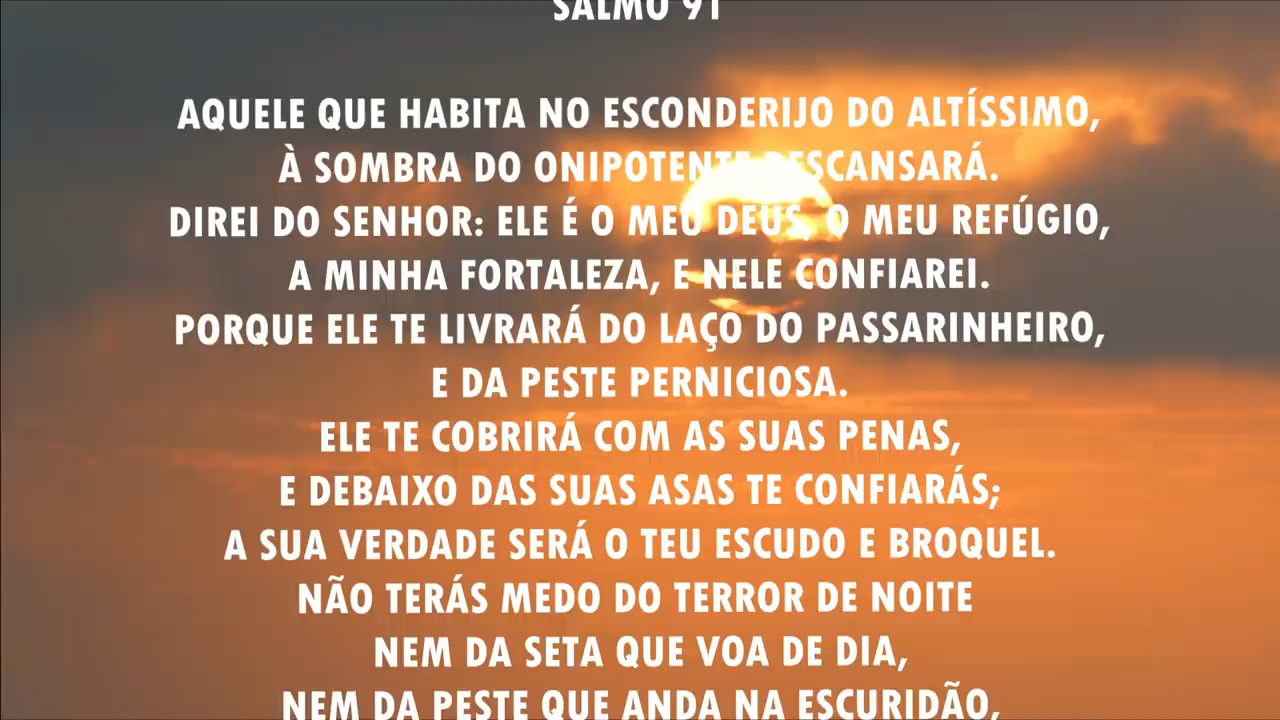 SALMO 91
AQUELE QUE HABITA NO ESCONDERIJO DO ALTÍSSIMO,
À SOMBRA DO ONIPOTENTE DESCANSARÁ.
DIREI DO SENHOR: ELE É O MEU DEUS, O MEU REFÚGIO,
A MINHA FORTALEZA, E NELE CONFIAREI.
PORQUE ELE TE LIVRARÁ DO LAÇO DO PASSARINHEIRO,
E DA PESTE PERNICIOSA.
ELE TE COBRIRÁ COM AS SUAS PENAS,
E DEBAIXO DAS SUAS ASAS TE CONFIARÁS;
A SUA VERDADE SERÁ O TEU ESCUDO E BROQUEL.
NÃO TERÁS MEDO DO TERROR DE NOITE
NEM DA SETA QUE VOA DE DIA,
NEM DA PESTE QUE ANDA NA ESCURIDÃO,